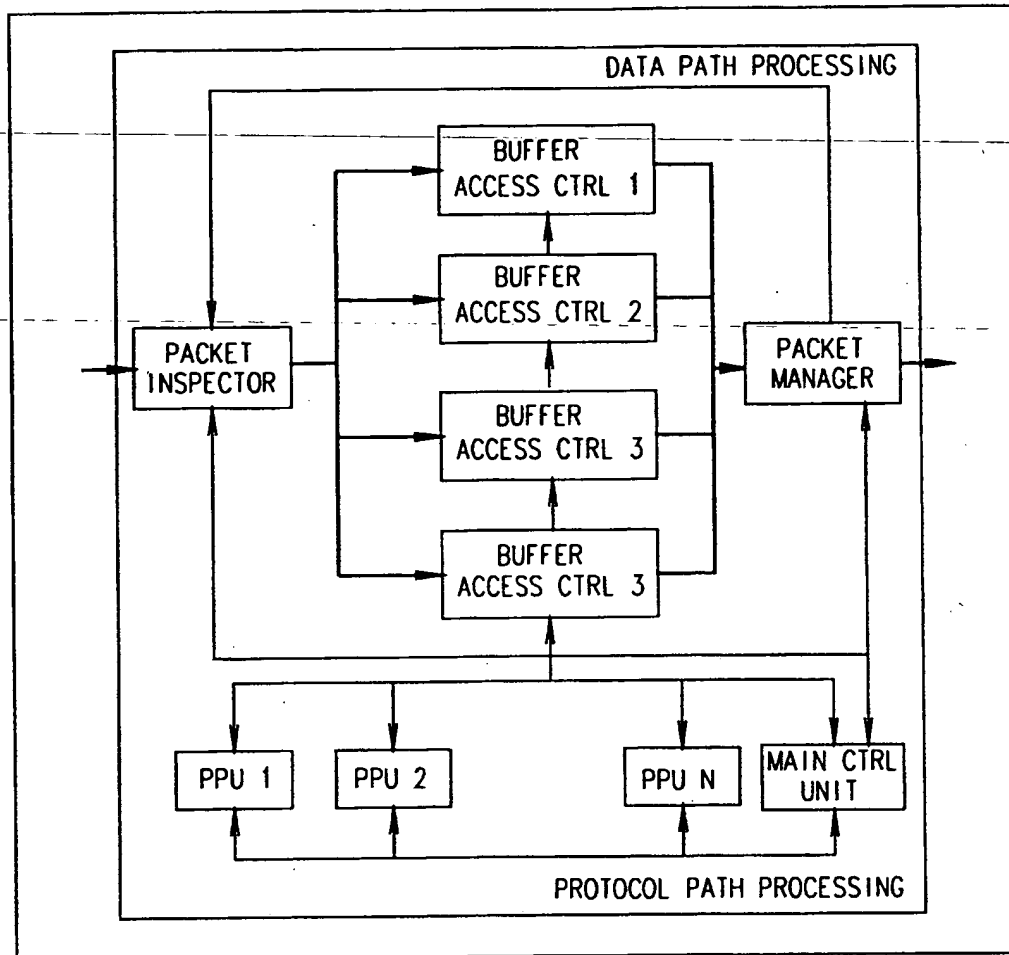 DATA PATH PROCESSING
BUFFER
ACCESS CTRL 1
BUFFER
ACCESS CTRL 2
PACKET
INSPECTOR
PACKET
MANAGER
BUFFER
ACCESS CTRL 3
BUFFER
ACCESS CTRL 3
PPU 1
PPU 2
PPU N
MAIN CTRL
UNIT
PROTOCOL PATH PROCESSING